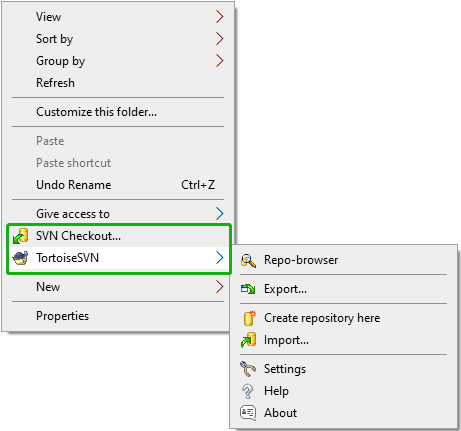 View
Sort by
Group by
Refresh
Customize this folder...
Paste
Paste shortcut
Undo Rename Ctrl+Z
Give access to
SVN Checkout...
TortoiseSVN
New
Properties
Repo-browser
Export...
Create repository here
Import...
Settings
Help
About